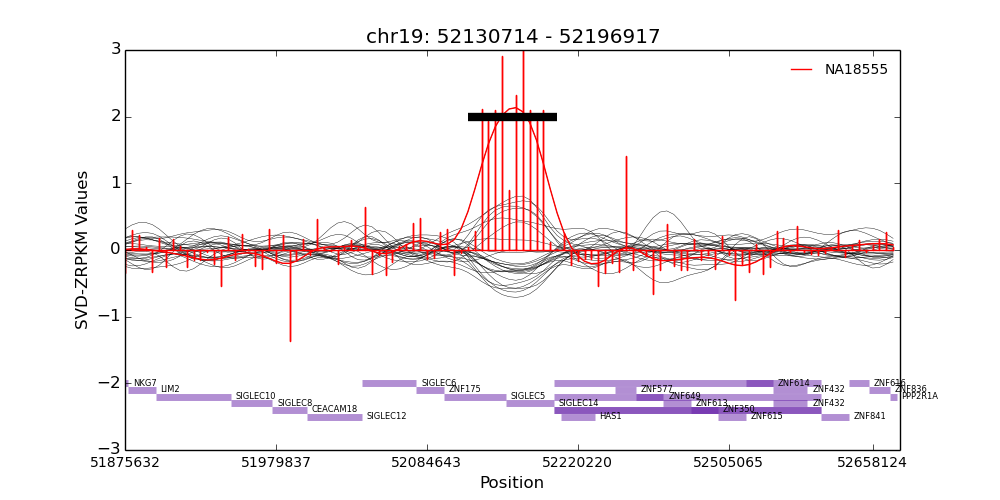 chr19: 52130714 - 52196917
NA18555
SVD-ZRPKM Values
3
2
1
0
−1
−2
−3
NKG7 SIGLEC6 ZNF614 ZNF616
LIM2 ZNF175 ZNF577 ZNF432 ZNF836
SIGLEC10 SIGLEC5 ZNF649 PPP2R1A
SIGLEC8 SIGLEC14 ZNF613 ZNF432
CEACAM18 ZNF350
SIGLEC12 HAS1 ZNF615 ZNF841
51875632 51979837 52084643 52220220 52505065 52658124
Position